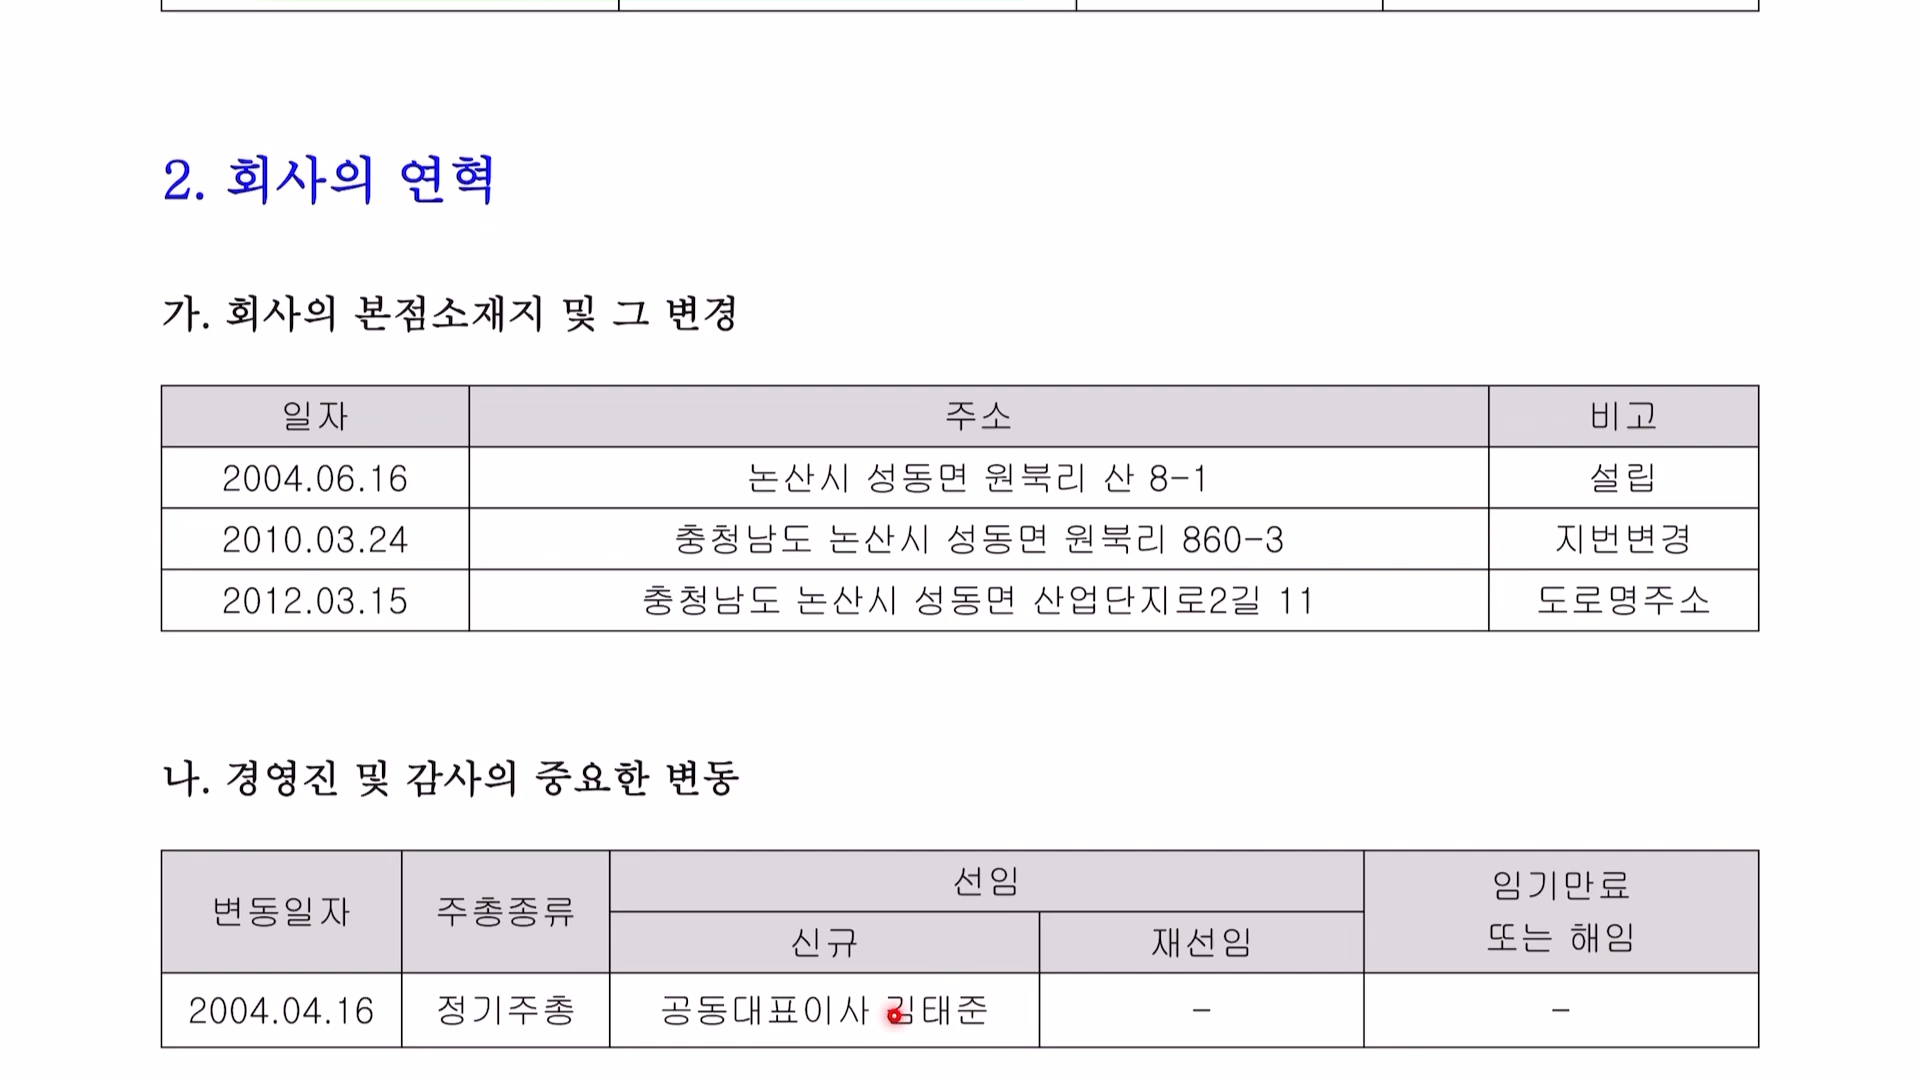 2. 회사의 연혁
가. 회사의 본점소재지 및 그 변경
일자 주소 비고
2004.06.16 논산시 성동면 원북리 산 8-1 설립
2010.03.24 충청남도 논산시 성동면 원북리 860-3 지번변경
2012.03.15 충청남도 논산시 성동면 산업단지로2길 11 도로명주소
나. 경영진 및 감사의 중요한 변동
변동일자 주총종류 선임 임기만료
또는 해임
신규 재선임
2004.04.16 정기주총 공동대표이사 김태준 - -